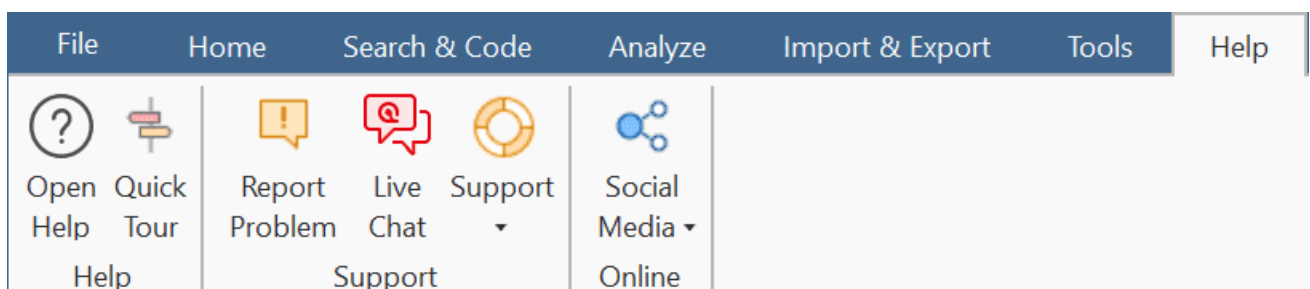 File Home Search & Code Analyze Import & Export Tools Help
Open Quick Report Live Support Social
Help Tour Problem Chat Media
Help Support Online